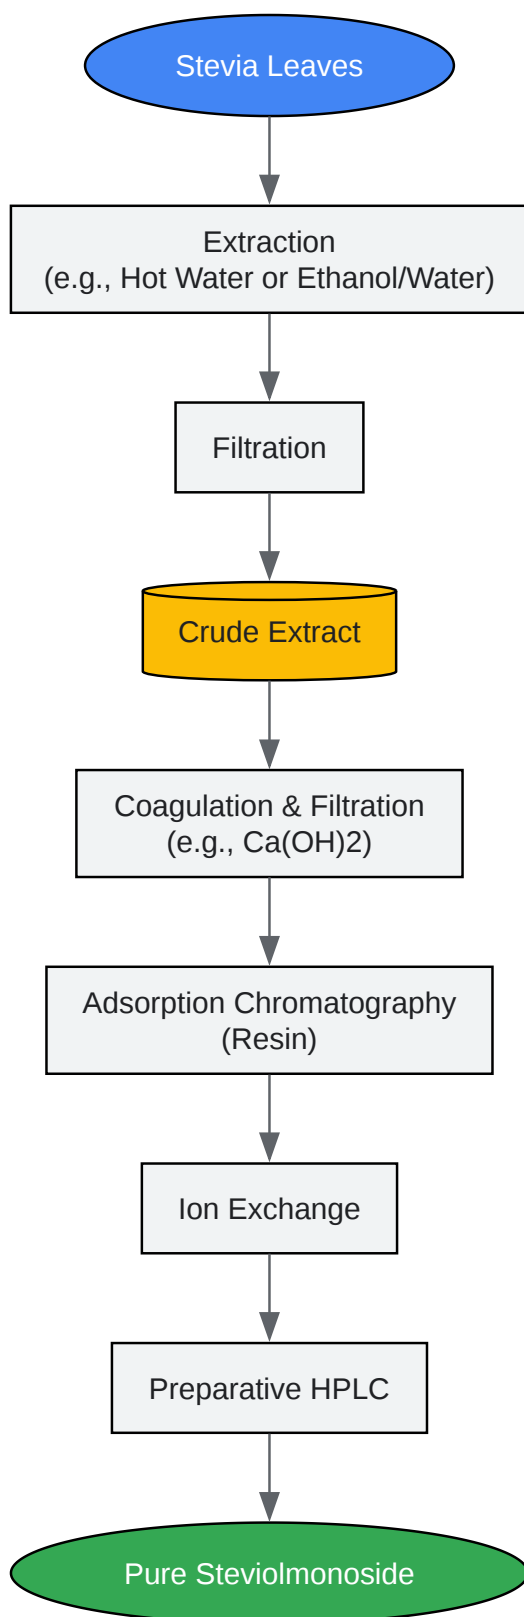 Stevia Leaves
Extraction
(e.g., Hot Water or Ethanol/Water)
Filtration
Crude Extract
Coagulation & Filtration
(e.g., Ca(OH)2)
Adsorption Chromatography
(Resin)
Ion Exchange
Preparative HPLC
Pure Steviolmonoside